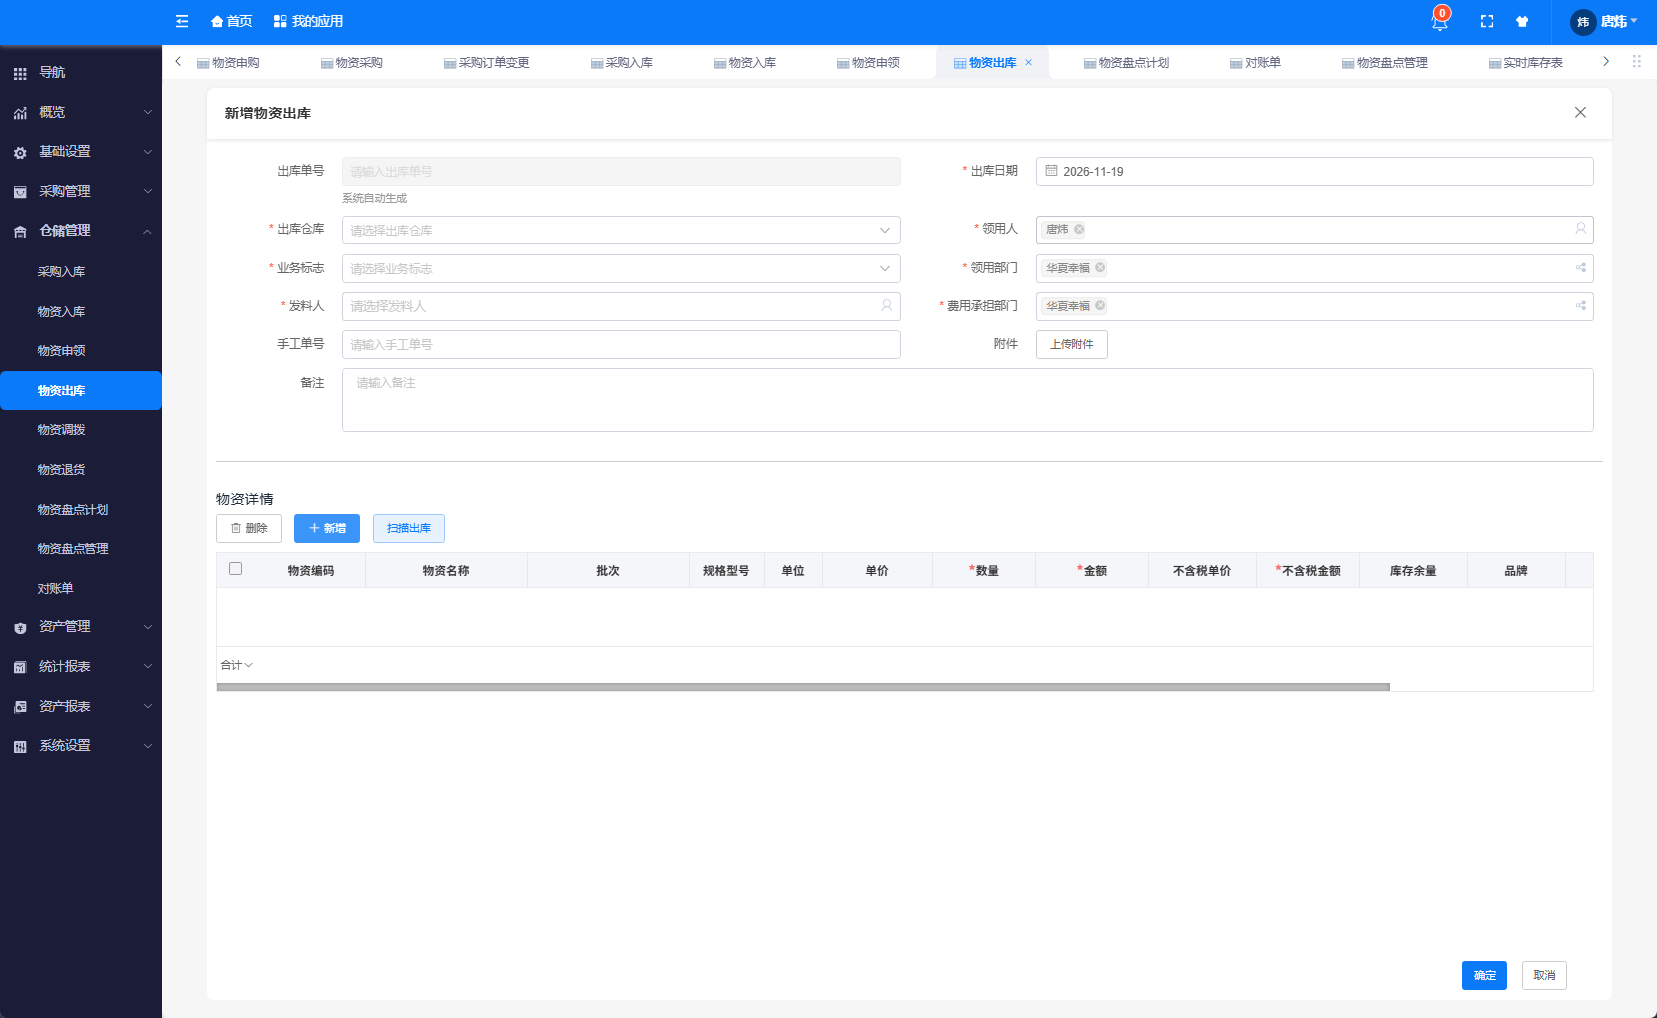 首页
我的应用
0
炜
唐炜
导航
概览
基础设置
采购管理
仓储管理
采购入库
物资入库
物资申领
物资出库
物资调拨
物资退货
物资盘点计划
物资盘点管理
对账单
资产管理
统计报表
资产报表
系统设置
物资申购
物资采购
采购订单变更
采购入库
物资入库
物资申领
物资出库
物资盘点计划
对账单
物资盘点管理
实时库存表
新增物资出库
出库单号 请输入出库单号
系统自动生成
* 出库日期 2026-11-19
* 出库仓库 请选择出库仓库
* 领用人 唐炜
* 业务标志 请选择业务标志
* 领用部门 华夏幸福
* 发料人 请选择发料人
* 费用承担部门 华夏幸福
手工单号 请输入手工单号
附件 上传附件
备注 请输入备注
物资详情
删除
新增
扫描出库
物资编码 物资名称 批次 规格型号 单位 单价 *数量 *金额 不含税单价 *不含税金额 库存余量 品牌
合计
确定
取消